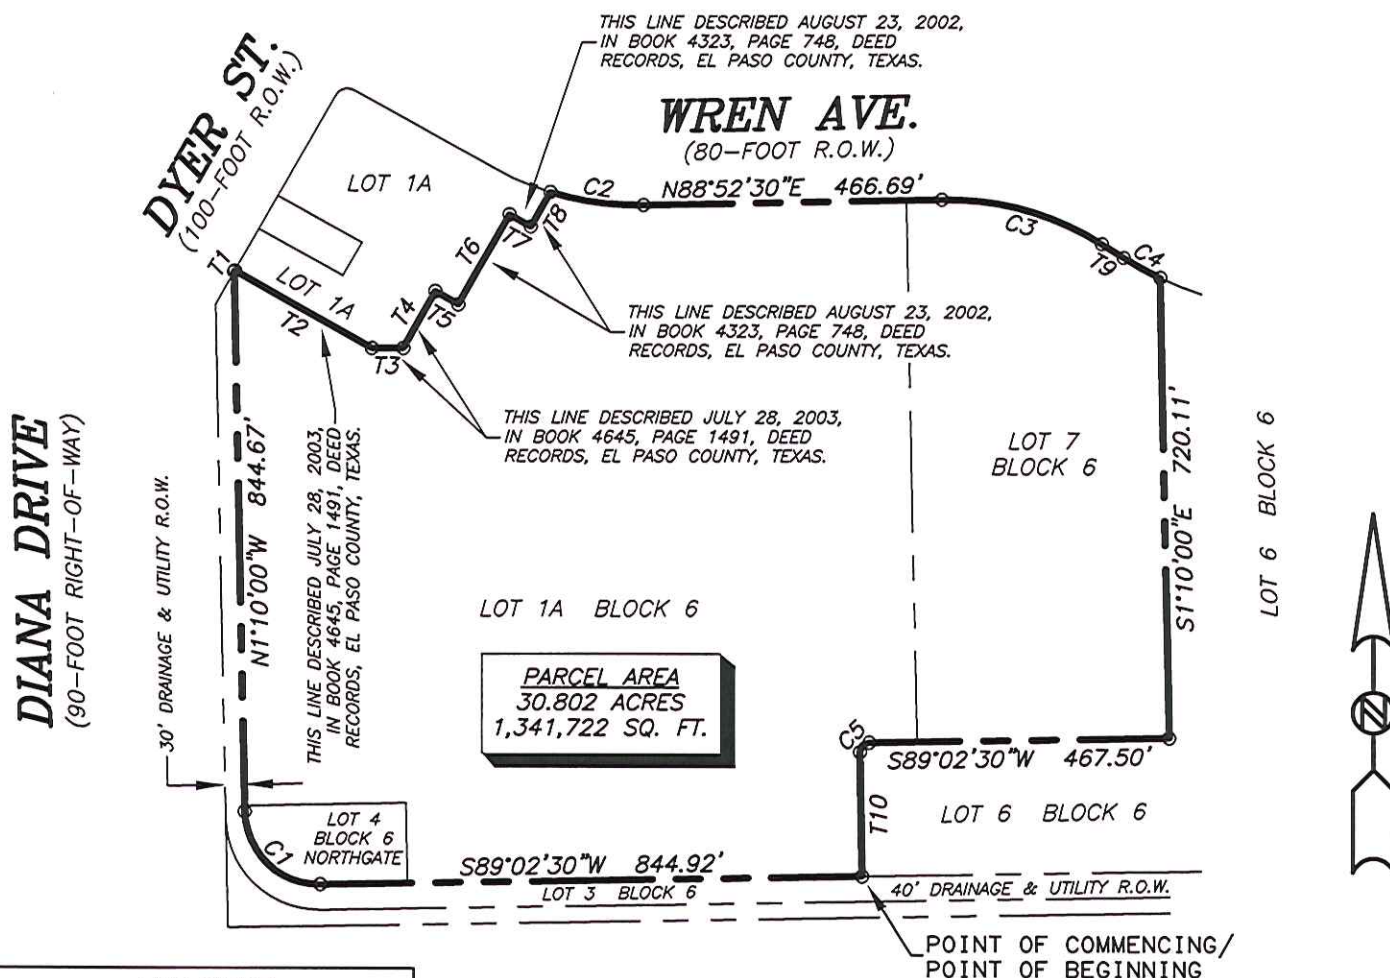 THIS LINE DESCRIBED AUGUST 23, 2002,
IN BOOK 4323, PAGE 748, DEED
RECORDS, EL PASO COUNTY, TEXAS.
DYER ST.
(100-FOOT R.O.W.)
WREN AVE.
(80-FOOT R.O.W.)
LOT 1A
C2
N88°52'30"E 466.69'
C3
T9
C4
T8
T7
T6
T1
LOT 1A
T2
T4
T5
T3
THIS LINE DESCRIBED AUGUST 23, 2002,
IN BOOK 4323, PAGE 748, DEED
RECORDS, EL PASO COUNTY, TEXAS.
THIS LINE DESCRIBED JULY 28, 2003,
IN BOOK 4645, PAGE 1491, DEED
RECORDS, EL PASO COUNTY, TEXAS.
DIANA DRIVE
(90-FOOT RIGHT-OF-WAY)
30' DRAINAGE & UTILITY R.O.W.
N1°10'00"W 844.67'
THIS LINE DESCRIBED JULY 28, 2003,
IN BOOK 4645, PAGE 1491, DEED
RECORDS, EL PASO COUNTY, TEXAS.
LOT 7
BLOCK 6
S1°10'00"E 720.11'
LOT 6 BLOCK 6
LOT 1A BLOCK 6
PARCEL AREA
30.802 ACRES
1,341,722 SQ. FT.
N
C5
S89°02'30"W 467.50'
T10
LOT 6 BLOCK 6
LOT 4
BLOCK 6
NORTHGATE
C1
S89°02'30"W 844.92'
LOT 3 BLOCK 6
40' DRAINAGE & UTILITY R.O.W.
POINT OF COMMENCING/
POINT OF BEGINNING